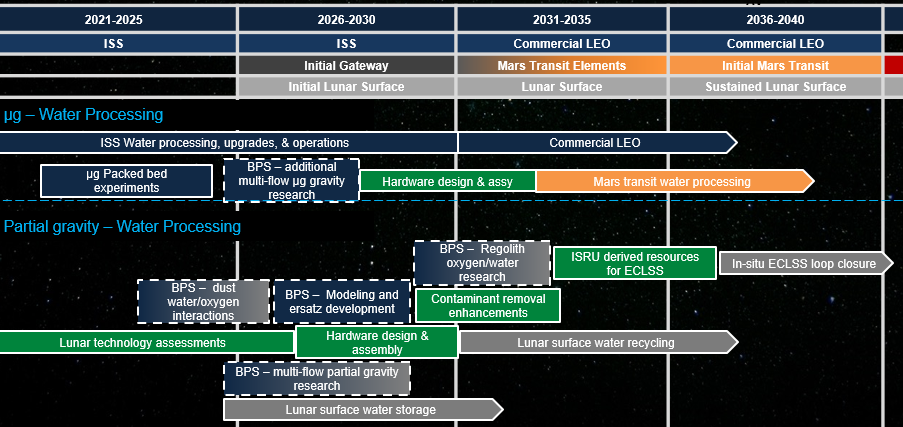 2021-2025
2026-2030
2031-2035
2036-2040
ISS
ISS
Commercial LEO
Commercial LEO
Initial Gateway
Mars Transit Elements
Initial Mars Transit
Initial Lunar Surface
Lunar Surface
Sustained Lunar Surface
µg – Water Processing
ISS Water processing, upgrades, & operations
Commercial LEO
µg Packed bed
experiments
BPS – additional
multi-flow µg gravity
research
Hardware design & assy
Mars transit water processing
Partial gravity – Water Processing
BPS – Regolith
oxygen/water
research
ISRU derived resources
for ECLSS
In-situ ECLSS loop closure
BPS – dust
water/oxygen
interactions
BPS – Modeling and
ersatz development
Contaminant removal
enhancements
Lunar technology assessments
Hardware design &
assembly
Lunar surface water recycling
BPS – multi-flow partial gravity
research
Lunar surface water storage